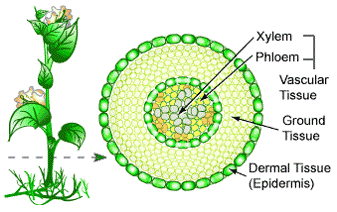 Xylem
Phloem
Vascular
Tissue
Ground
Tissue
Dermal Tissue
(Epidermis)